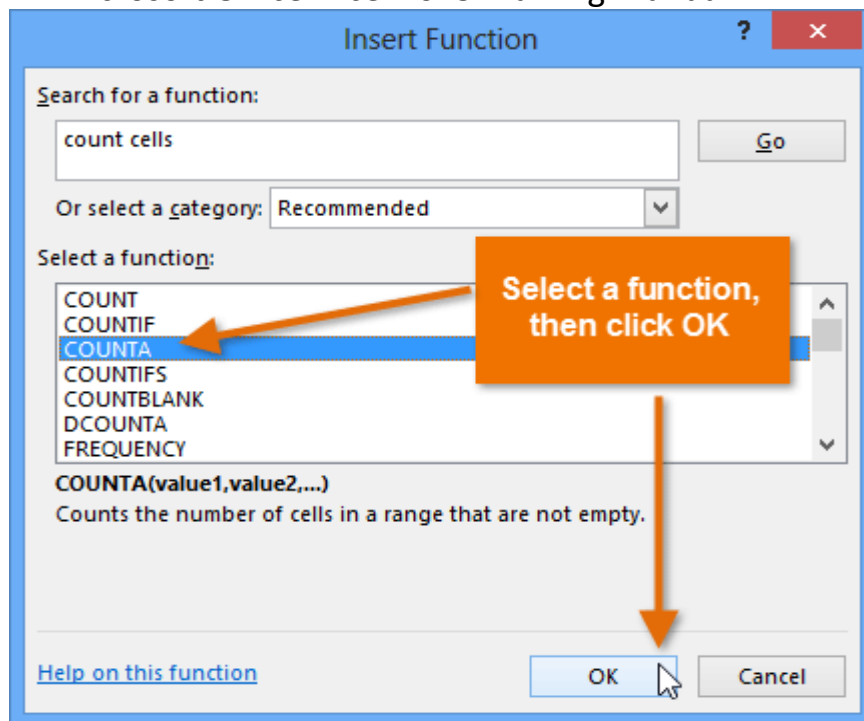 Insert Function
?
×
Search for a function:
count cells
Go
Or select a category: Recommended
Select a function:
COUNT
COUNTIF
COUNTA
COUNTIFS
COUNTBLANK
DCOUNTA
FREQUENCY
Select a function,
then click OK
COUNTA(value1,value2,...)
Counts the number of cells in a range that are not empty.
Help on this function
OK
Cancel